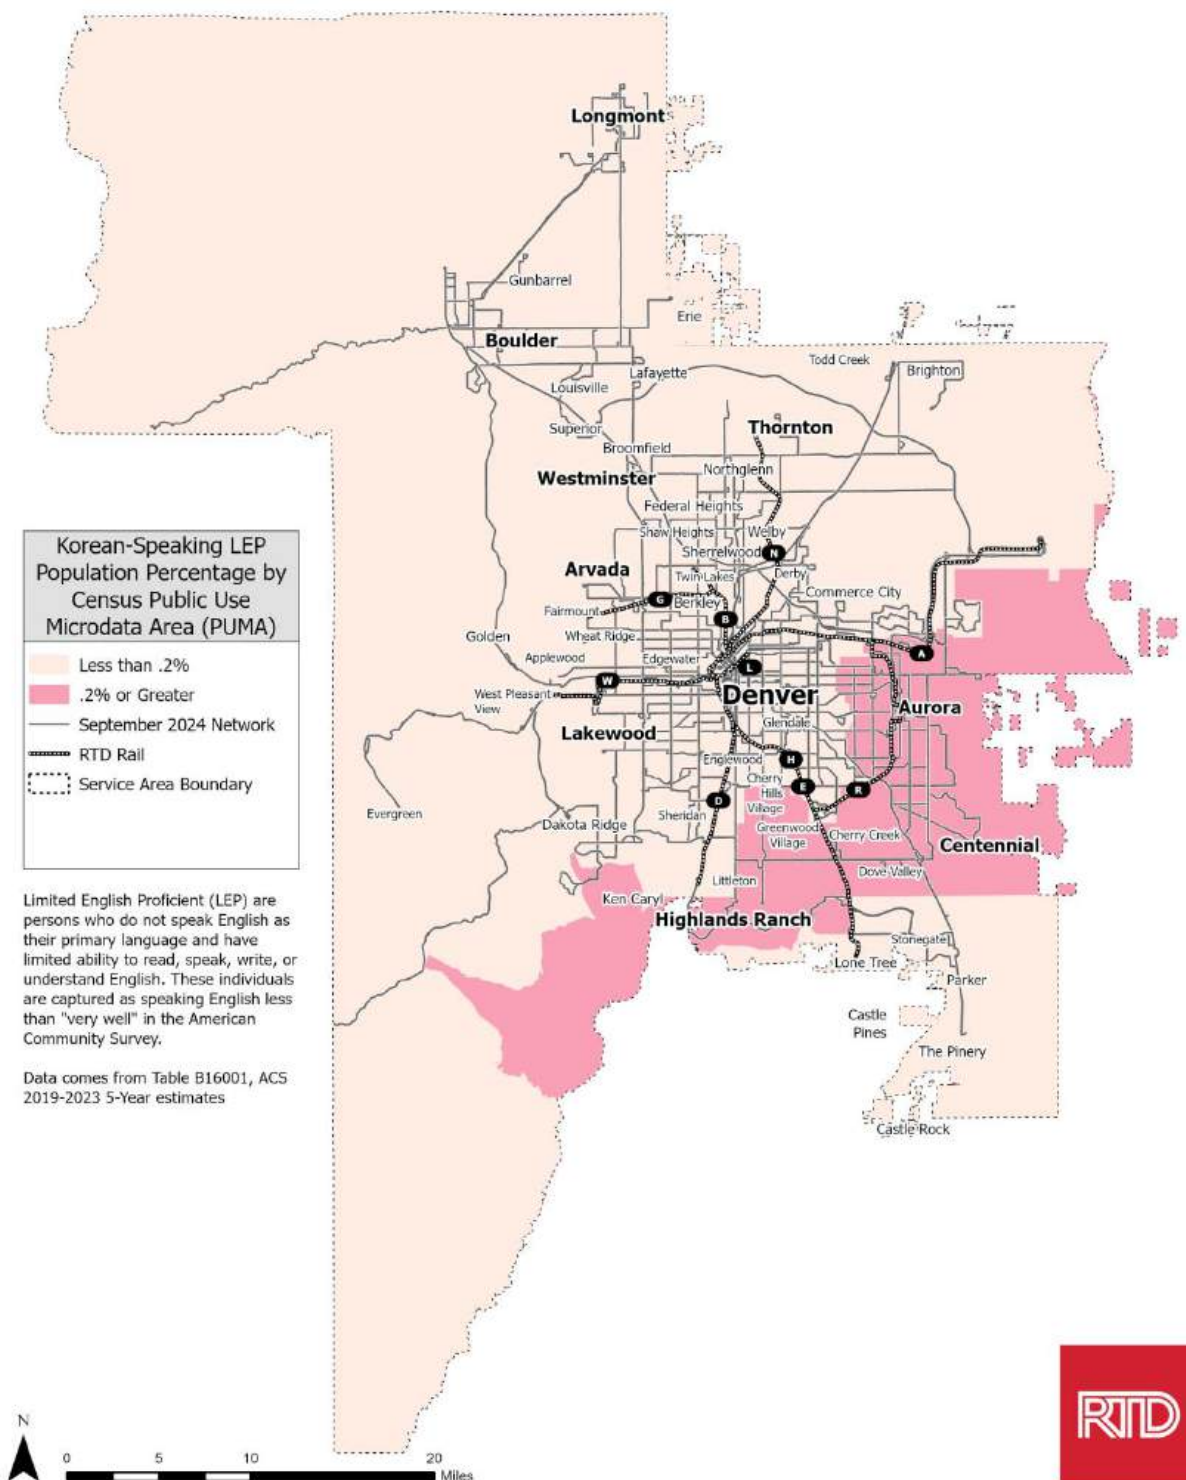 Longmont
Gunbarrel
Erie
Boulder
Todd Creek
Brighton
Lafayette
Louisville
Superior
Thornton
Broomfield
Northglenn
Westminster
Federal Heights
Shaw Heights
Welby
Sherrelwood
N
Arvada
Twin Lakes
Derby
Commerce City
G
Berkley
Fairmount
B
Golden
Wheat Ridge
Applewood
Edgewater
A
L
W
West Pleasant
View
Denver
Aurora
Glendale
Lakewood
Englewood
H
Cherry
Hills
Village
E
R
D
Evergreen
Sheridan
Dakota Ridge
Greenwood
Village
Cherry Creek
Centennial
Dove Valley
Littleton
Ken Caryl
Highlands Ranch
Stonegate
Lone Tree
Parker
Castle
Pines
The Pinery
Castle Rock
Korean-Speaking LEP
Population Percentage by
Census Public Use
Microdata Area (PUMA)
Less than .2%
.2% or Greater
September 2024 Network
RTD Rail
Service Area Boundary
Limited English Proficient (LEP) are
persons who do not speak English as
their primary language and have
limited ability to read, speak, write, or
understand English. These individuals
are captured as speaking English less
than "very well" in the American
Community Survey.
Data comes from Table B16001, ACS
2019-2023 5-Year estimates
N
0 5 10 20
Miles
RTD